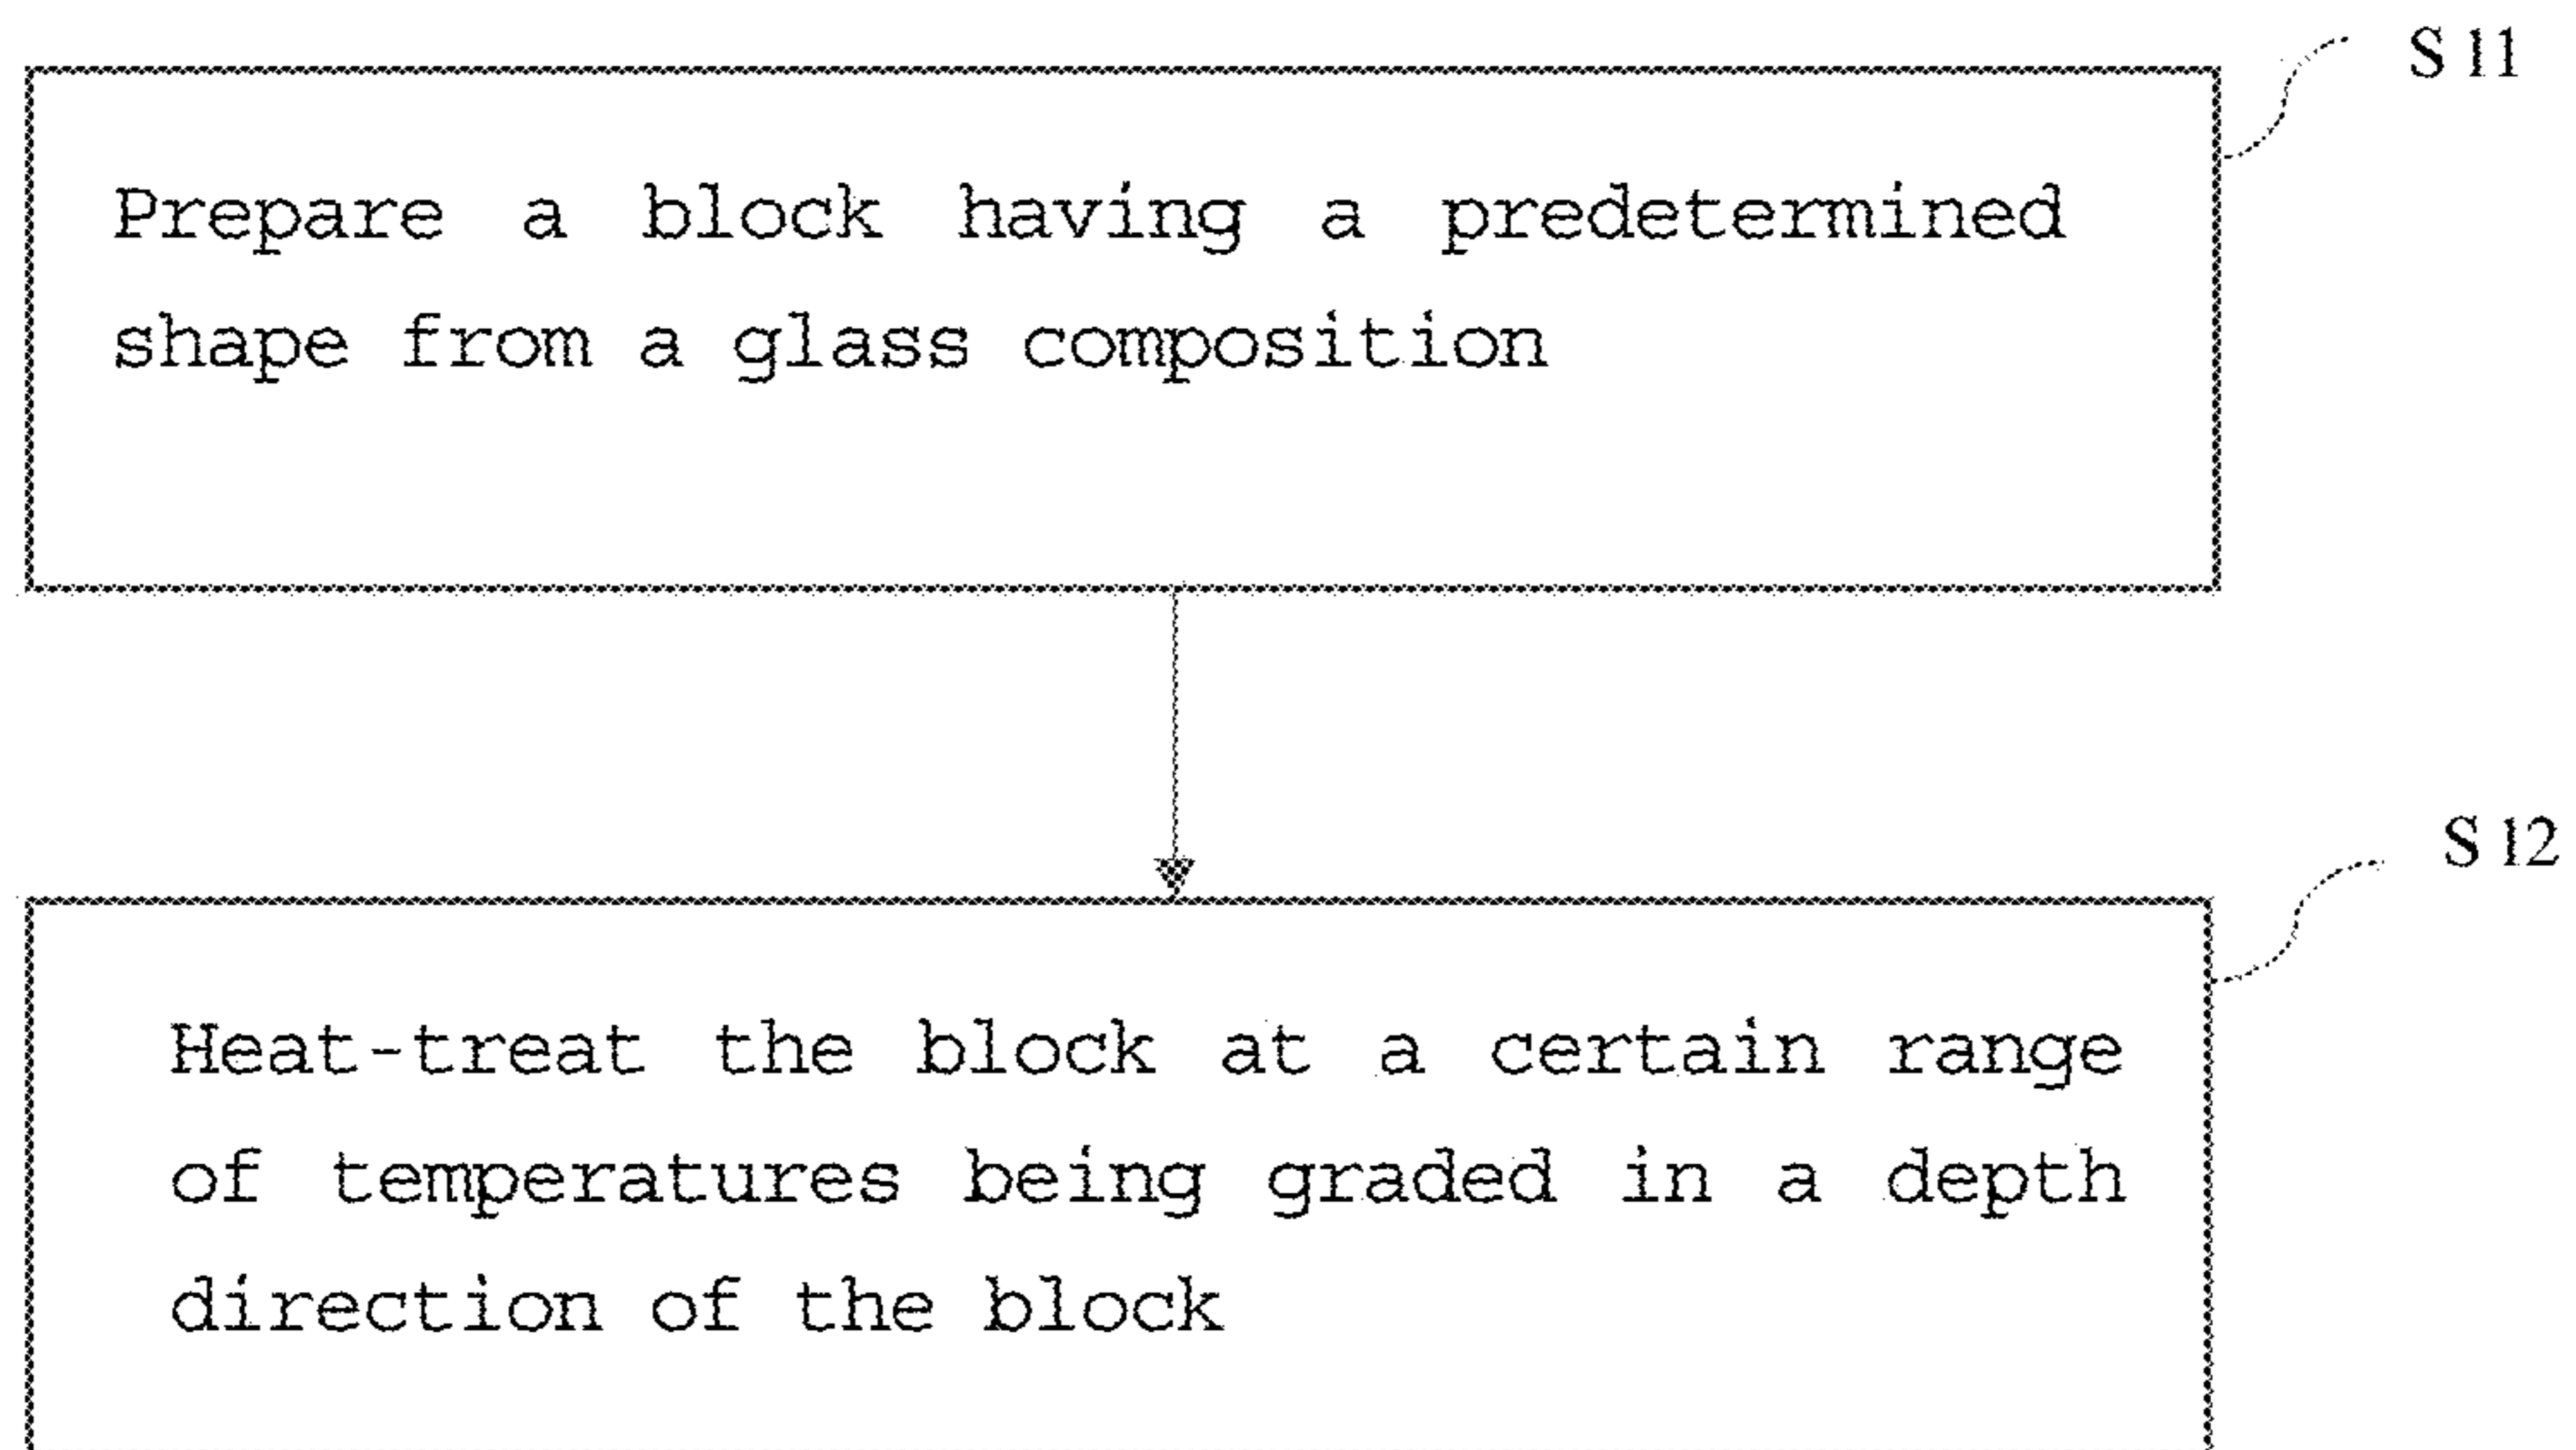 S11
Prepare a block having a predetermined
shape from a glass composition
S12
Heat-treat the block at a certain range
of temperatures being graded in a depth
direction of the block